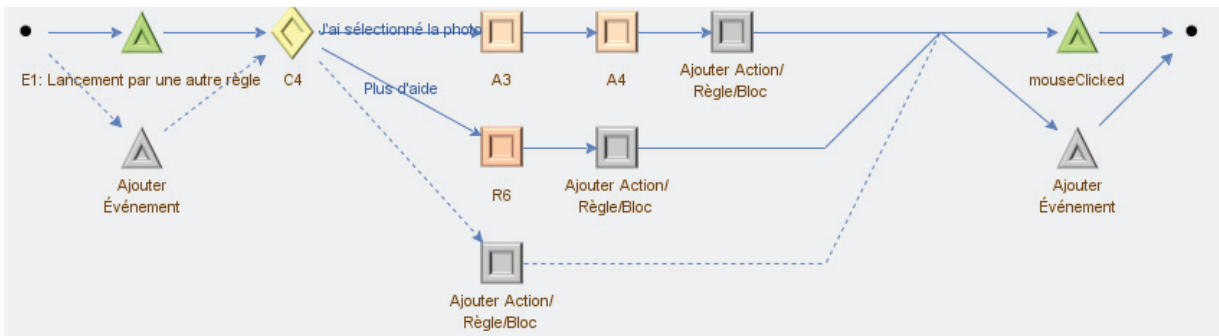 J'ai sélectionné la photo
E1: Lancement par une autre règle
C4
A3
A4
Ajouter Action/
Règle/Bloc
mouseClicked
Plus d'aide
Ajouter
Événement
R6
Ajouter Action/
Règle/Bloc
Ajouter
Événement
Ajouter Action/
Règle/Bloc